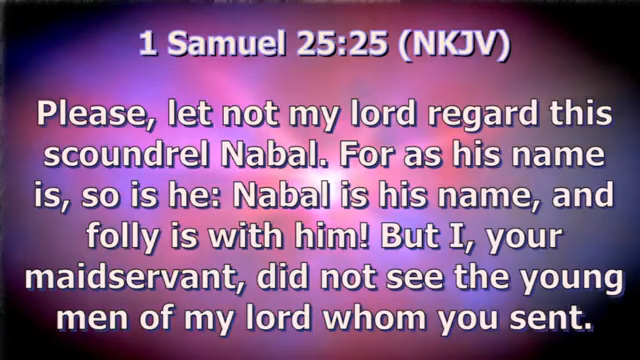 1 Samuel 25:25 (NKJV)
Please, let not my lord regard this
scoundrel Nabal. For as his name
is, so is he: Nabal is his name, and
folly is with him! But I, your
maidservant, did not see the young
men of my lord whom you sent.